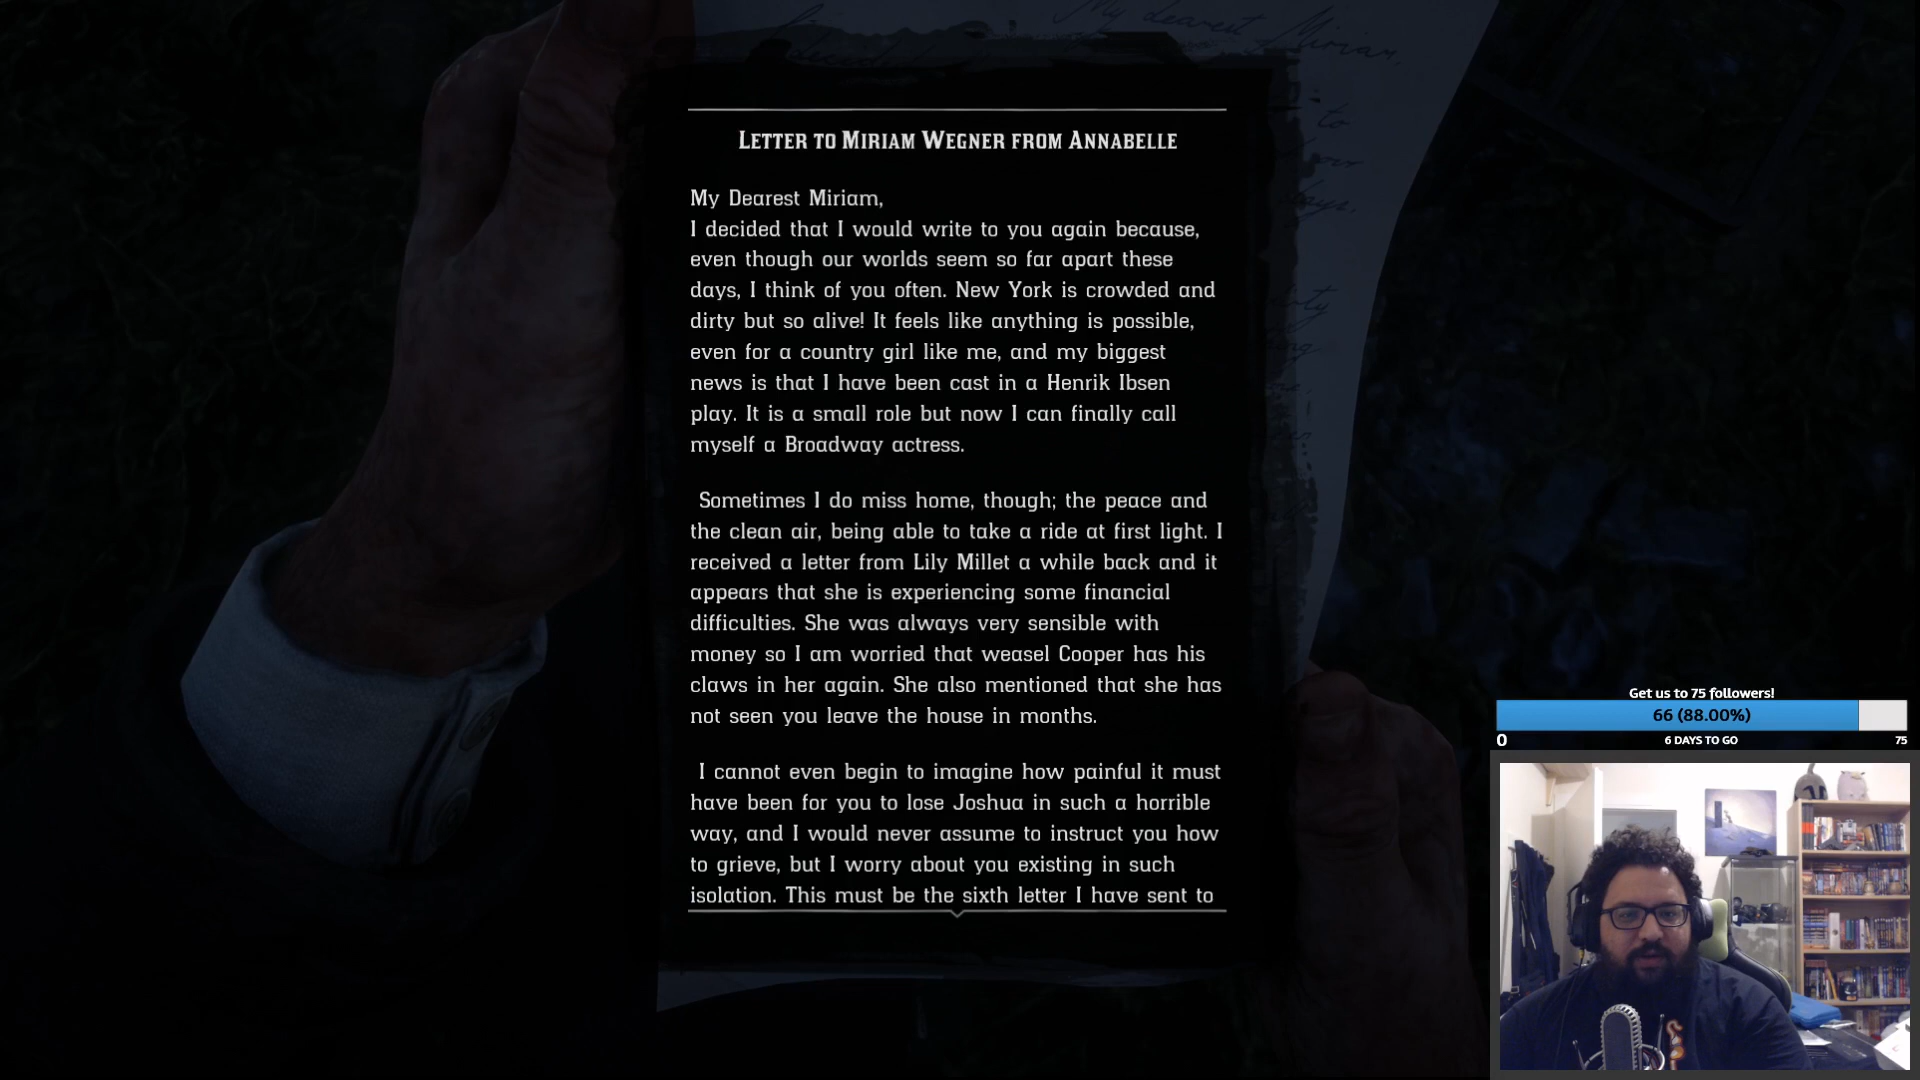 My dearest Miriam,
LETTER TO MIRIAM WEGNER FROM ANNABELLE
My Dearest Miriam,
I decided that I would write to you again because,
even though our worlds seem so far apart these
days, I think of you often. New York is crowded and
dirty but so alive! It feels like anything is possible,
even for a country girl like me, and my biggest
news is that I have been cast in a Henrik Ibsen
play. It is a small role but now I can finally call
myself a Broadway actress.
Sometimes I do miss home, though; the peace and
the clean air, being able to take a ride at first light. I
received a letter from Lily Millet a while back and it
appears that she is experiencing some financial
difficulties. She was always very sensible with
money so I am worried that weasel Cooper has his
claws in her again. She also mentioned that she has
not seen you leave the house in months.
I cannot even begin to imagine how painful it must
have been for you to lose Joshua in such a horrible
way, and I would never assume to instruct you how
to grieve, but I worry about you existing in such
isolation. This must be the sixth letter I have sent to
Get us to 75 followers!
66 (88.00%)
0 6 DAYS TO GO 75